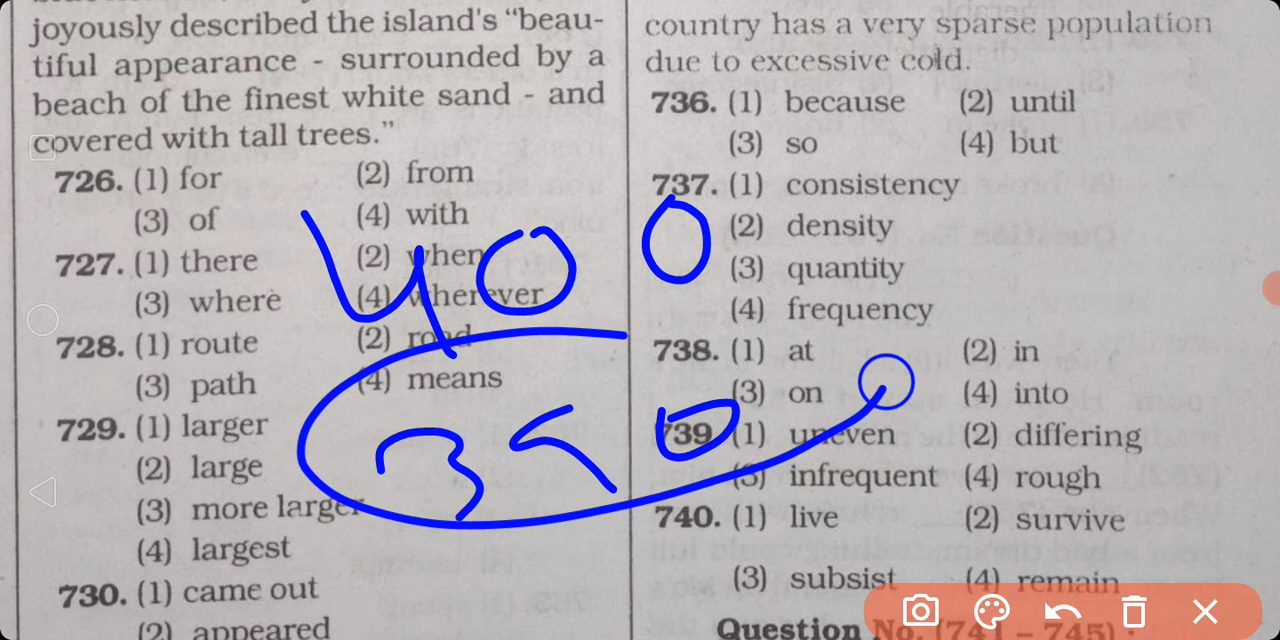 joyously described the island's "beau-
tiful appearance - surrounded by a
beach of the finest white sand - and
covered with tall trees."
726. (1) for (2) from
(3) of (4) with
727. (1) there (2) when
(3) where (4) wherever
728. (1) route (2) road
(3) path (4) means
729. (1) larger
(2) large
(3) more larger
(4) largest
730. (1) came out
(2) appeared
400 0
350
country has a very sparse population
due to excessive cold.
736. (1) because (2) until
(3) so (4) but
737. (1) consistency
(2) density
(3) quantity
(4) frequency
738. (1) at (2) in
(3) on (4) into
739. (1) uneven (2) differing
(3) infrequent (4) rough
740. (1) live (2) survive
(3) subsist (4) remain
Question No. (741 – 745)